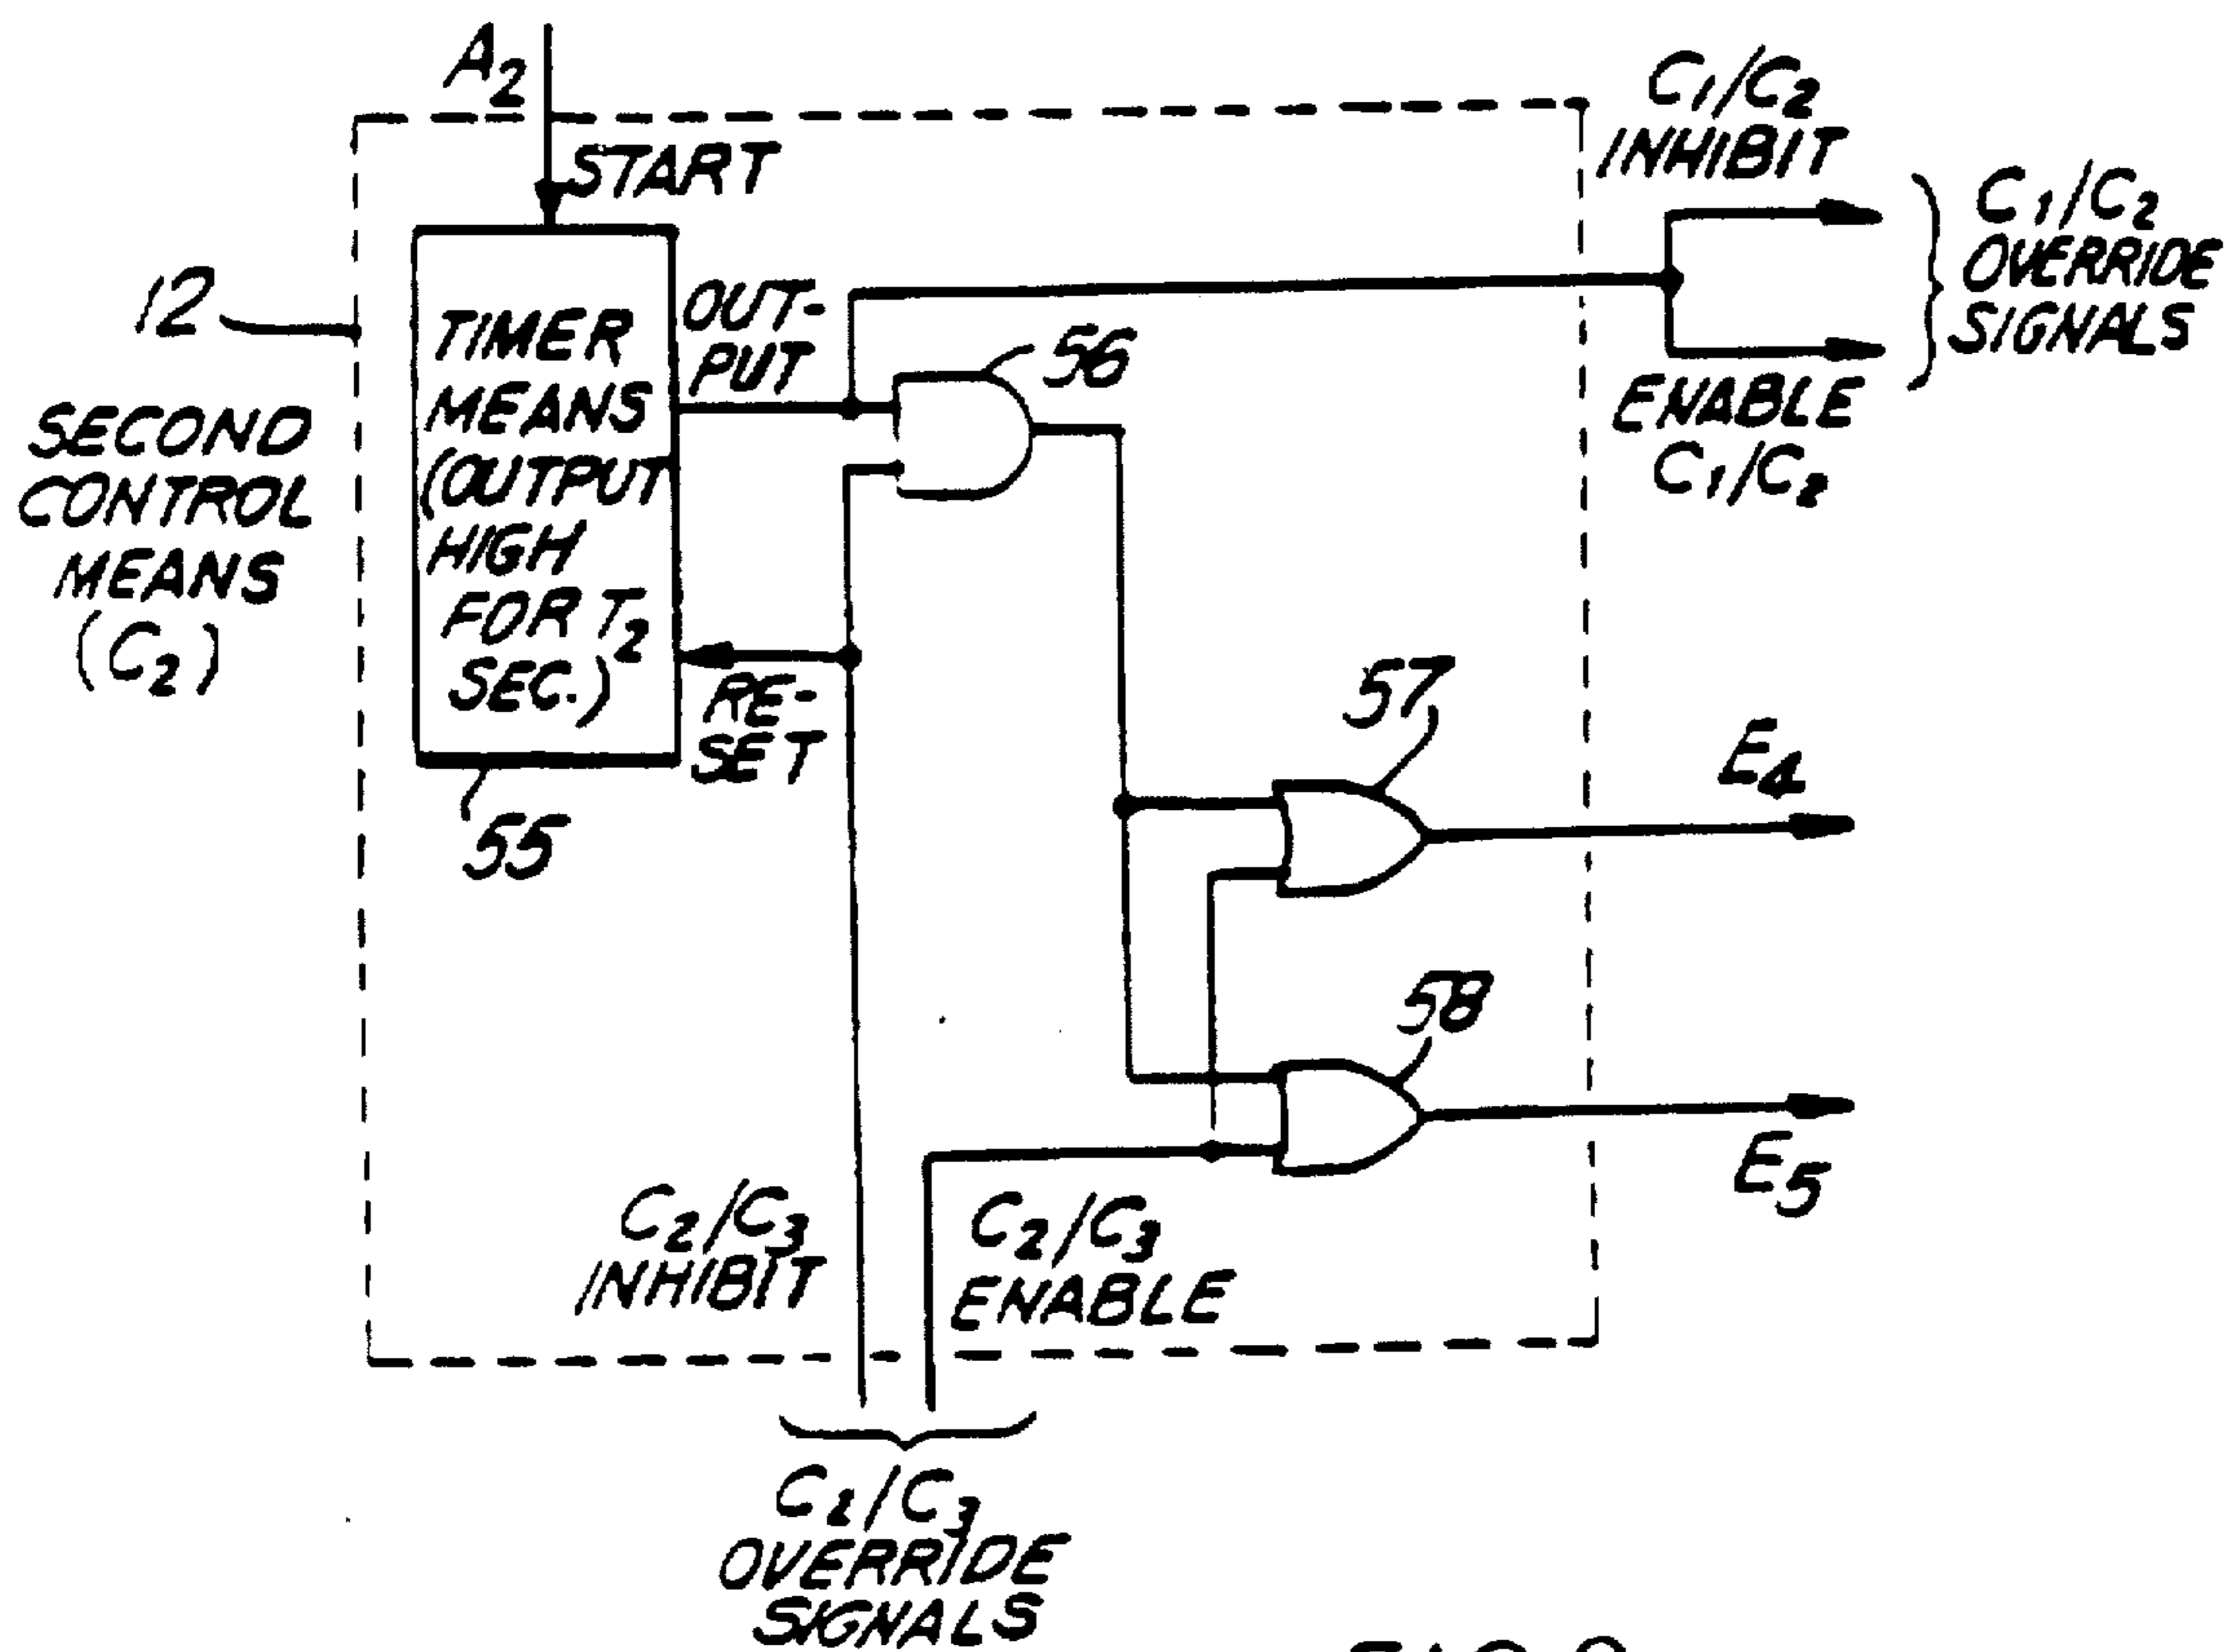 A2
START
C1/C2
INHIBIT
C1/C2
OVERRIDE
SIGNALS
ENABLE
C1/C2
12
SECOND
CONTROL
MEANS
(C2)
TIMER
MEANS
(OUTPUT
HIGH
FOR T2
SEC.)
OUT-
PUT
56
RE-
SET
55
57
E4
58
E5
C2/C3
INHIBIT
C2/C3
ENABLE
C2/C3
OVERRIDE
SIGNALS